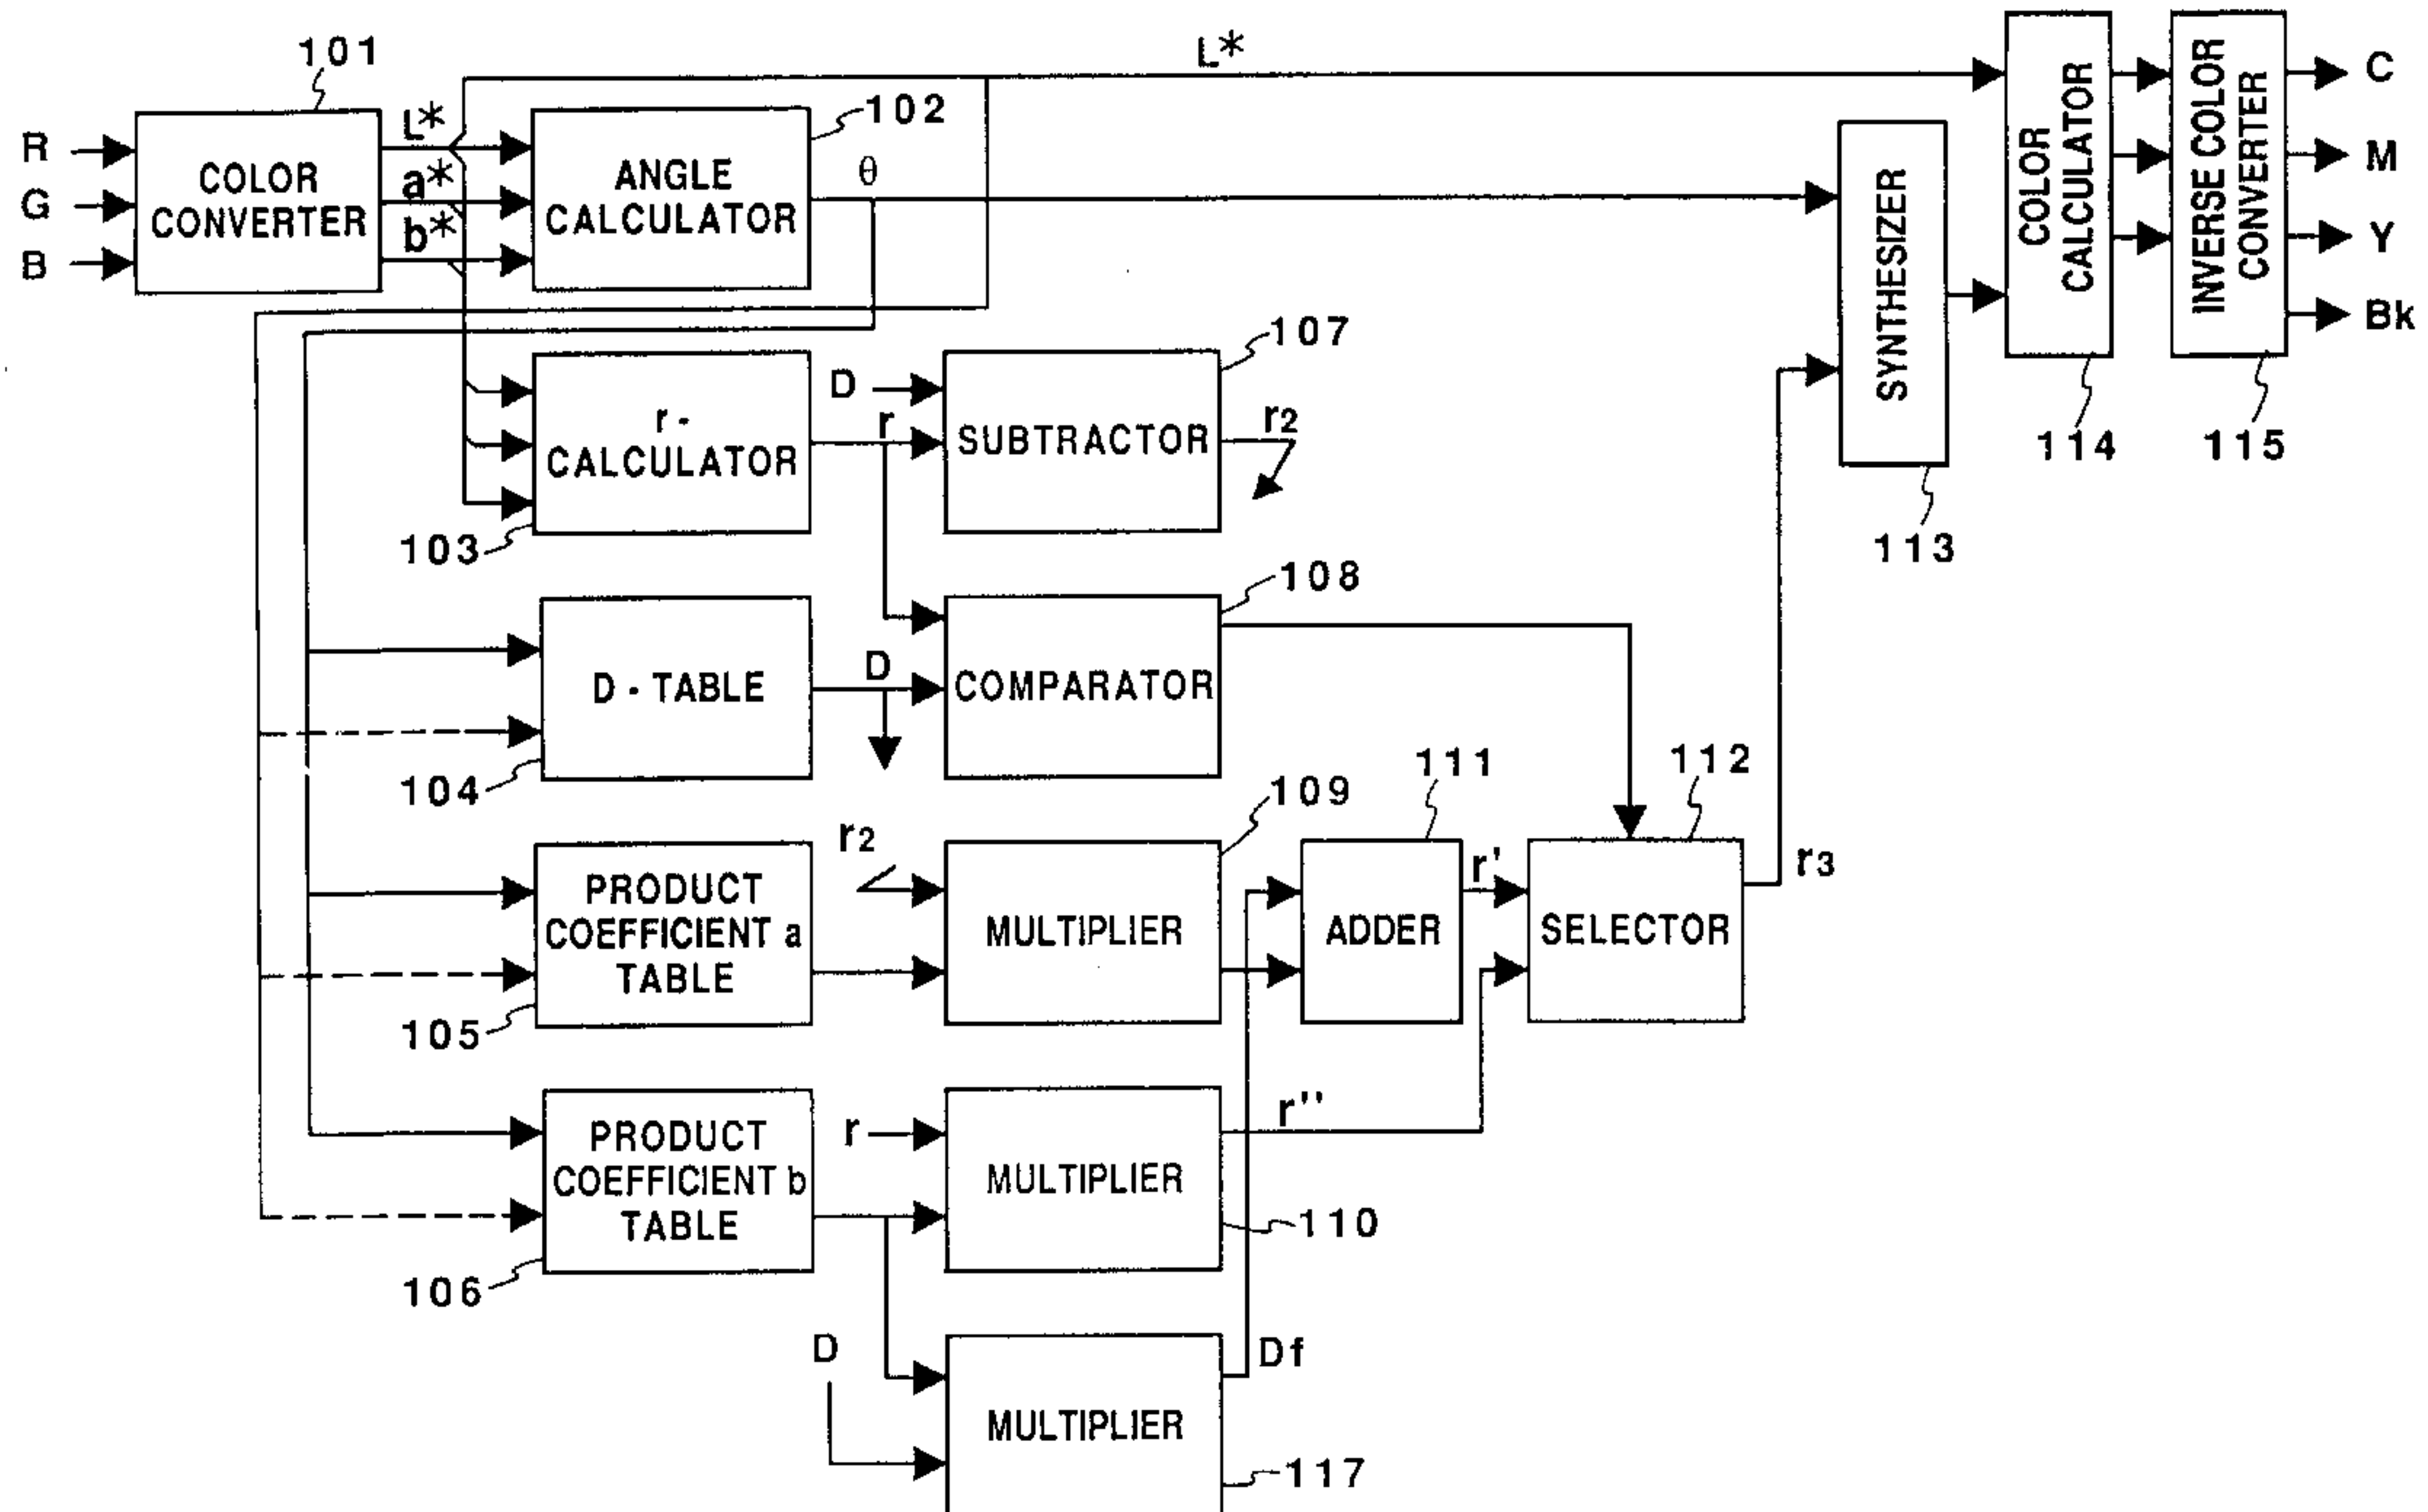 101
L*
C
102
L*
R
COLOR
CONVERTER
a*
ANGLE
CALCULATOR
θ
COLOR
CALCULATOR
INVERSE COLOR
CONVERTER
M
G
b*
SYNTHESIZER
Y
B
Bk
107
D
r -
CALCULATOR
r
SUBTRACTOR
r2
114
115
103
113
108
D - TABLE
D
COMPARATOR
104
111
112
109
r2
PRODUCT
COEFFICIENT a
TABLE
MULTIPLIER
ADDER
r'
SELECTOR
r3
105
r
r''
PRODUCT
COEFFICIENT b
TABLE
MULTIPLIER
110
106
D
Df
MULTIPLIER
117